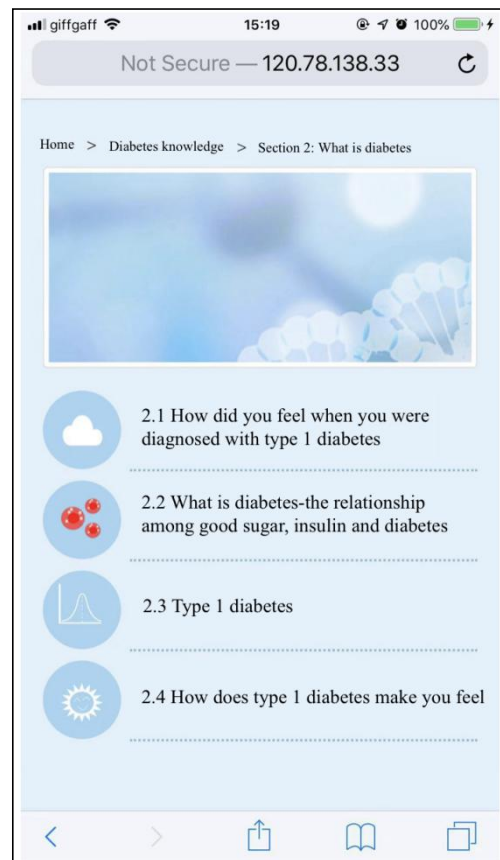 giffgaff 15:19 100%
Not Secure — 120.78.138.33
Home > Diabetes knowledge > Section 2: What is diabetes
2.1 How did you feel when you were
diagnosed with type 1 diabetes
2.2 What is diabetes-the relationship
among good sugar, insulin and diabetes
2.3 Type 1 diabetes
2.4 How does type 1 diabetes make you feel